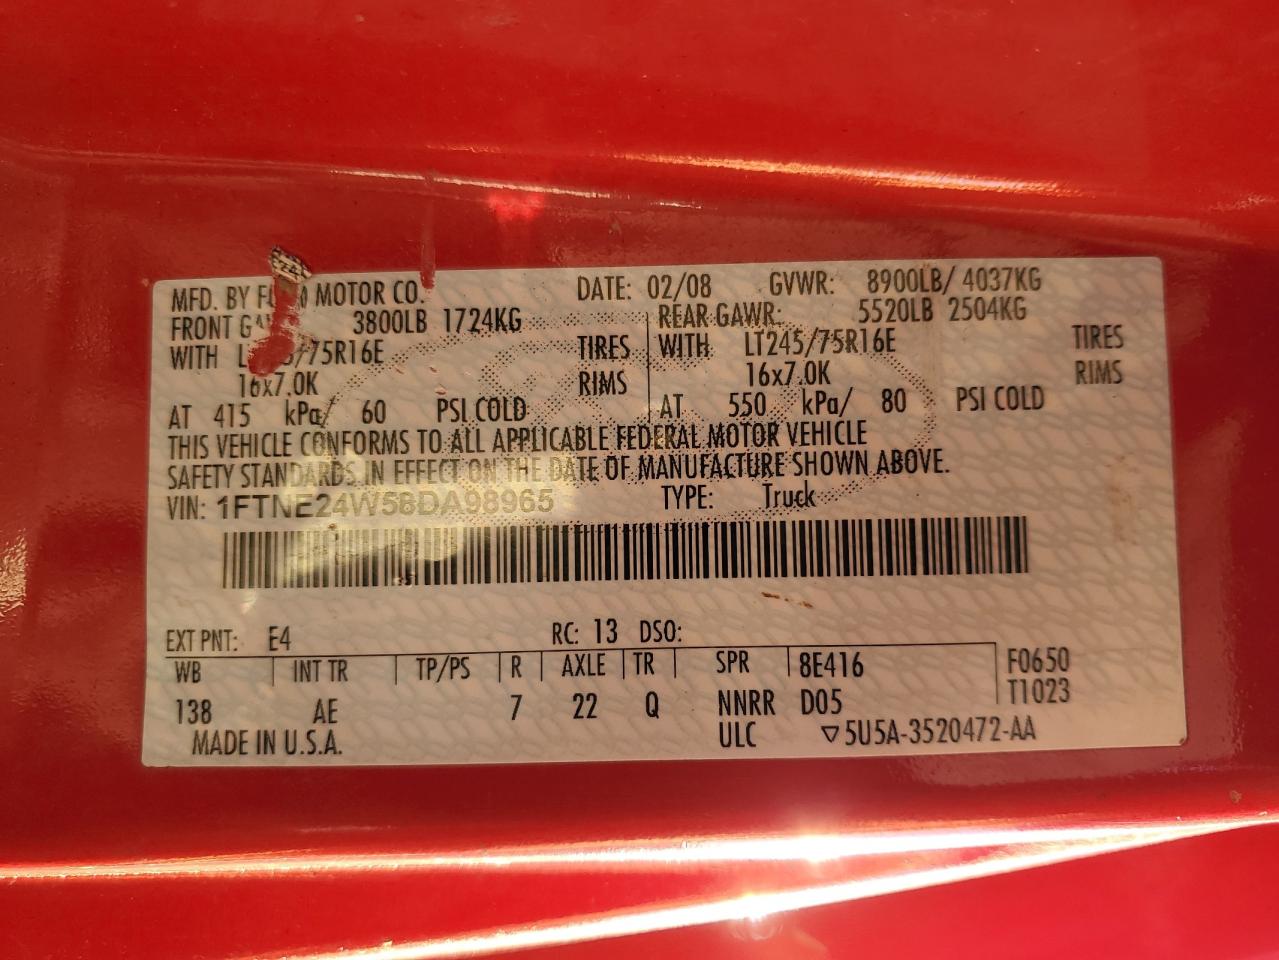 MFD. BY FORD MOTOR CO. DATE: 02/08 GVWR: 8900LB/ 4037KG
FRONT 3800LB 1724KG REAR GAWR: 5520LB 2504KG
WITH /75R16E TIRES WITH LT245/75R16E TIRES
16x7.0K RIMS 16x7.0K RIMS
AT 415 kPa/ 60 PSI COLD AT 550 kPa/ 80 PSI COLD
THIS VEHICLE CONFORMS TO ALL APPLICABLE FEDERAL MOTOR VEHICLE
SAFETY STANDARDS IN EFFECT ON THE DATE OF MANUFACTURE SHOWN ABOVE.
VIN: 1FTNE24W58DA98965 TYPE: Truck
EXT PNT: E4 RC: 13 DSO:
WB INT TR TP/PS R AXLE TR SPR 8E416 F0650
138 AE 7 22 Q NNRR D05 T1023
MADE IN U.S.A. ULC ▽5U5A-3520472-AA